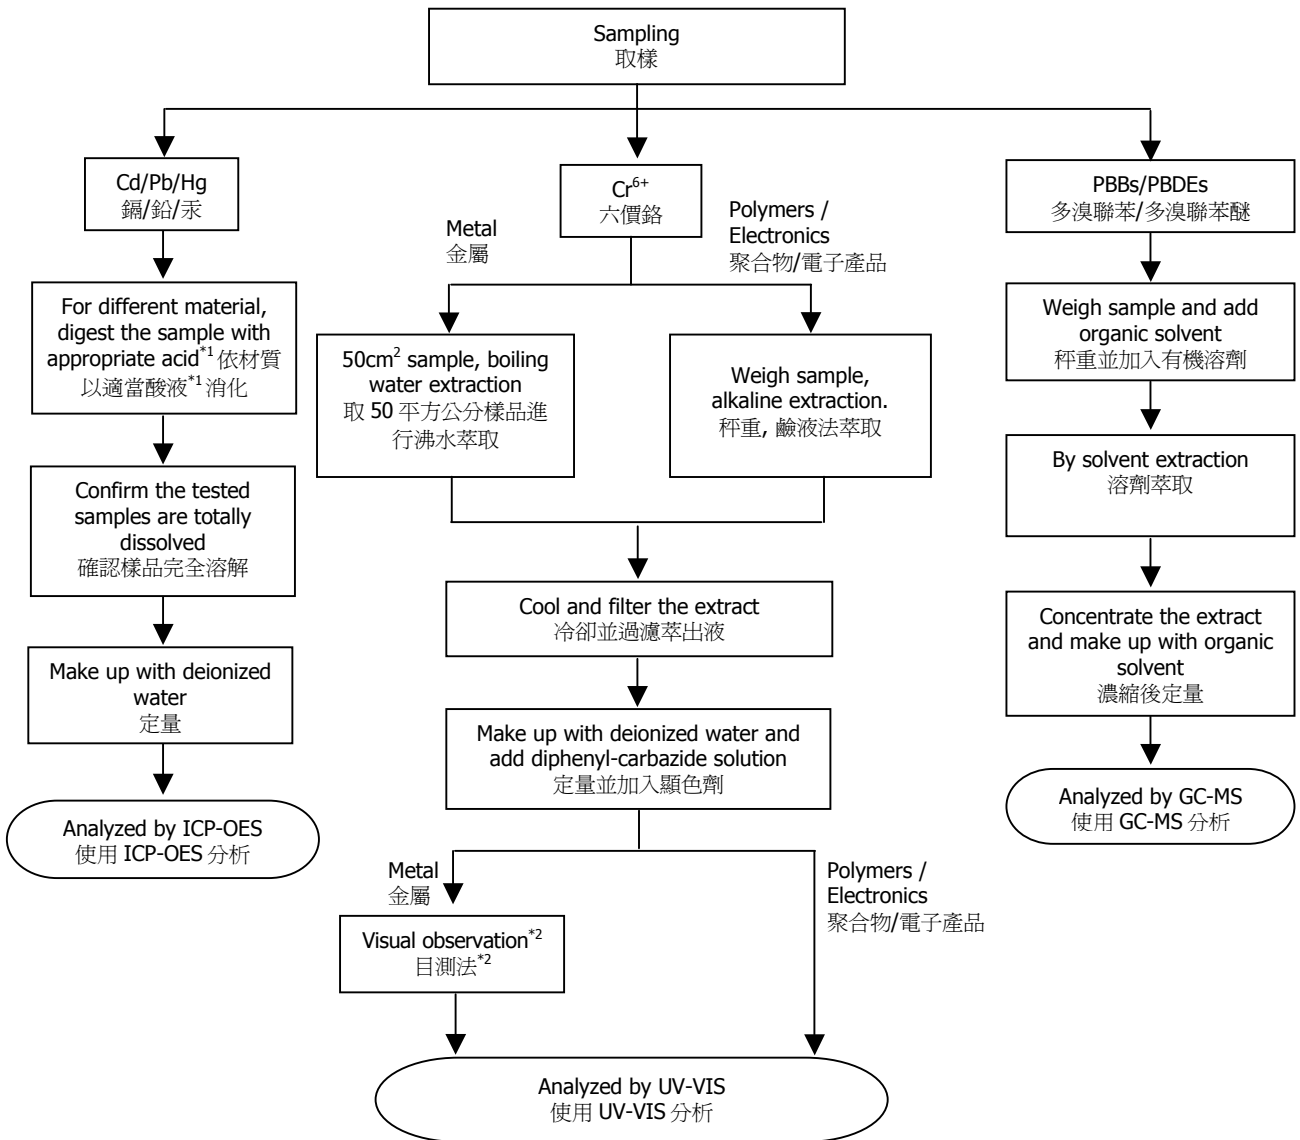 Sampling
取樣
Cd/Pb/Hg
鎘/鉛/汞
For different material,
digest the sample with
appropriate acid*1 依材質
以適當酸液*1 消化
Confirm the tested
samples are totally
dissolved
確認樣品完全溶解
Make up with deionized
water
定量
Analyzed by ICP-OES
使用 ICP-OES 分析
Cr6+
六價鉻
Metal
金屬
Polymers /
Electronics
聚合物/電子產品
50cm2 sample, boiling
water extraction
取 50 平方公分樣品進
行沸水萃取
Weigh sample,
alkaline extraction.
秤重, 鹼液法萃取
Cool and filter the extract
冷卻並過濾萃出液
Make up with deionized water and
add diphenyl-carbazide solution
定量並加入顯色劑
Metal
金屬
Polymers /
Electronics
聚合物/電子產品
Visual observation*2
目測法*2
Analyzed by UV-VIS
使用 UV-VIS 分析
PBBs/PBDEs
多溴聯苯/多溴聯苯醚
Weigh sample and add
organic solvent
秤重並加入有機溶劑
By solvent extraction
溶劑萃取
Concentrate the extract
and make up with organic
solvent
濃縮後定量
Analyzed by GC-MS
使用 GC-MS 分析